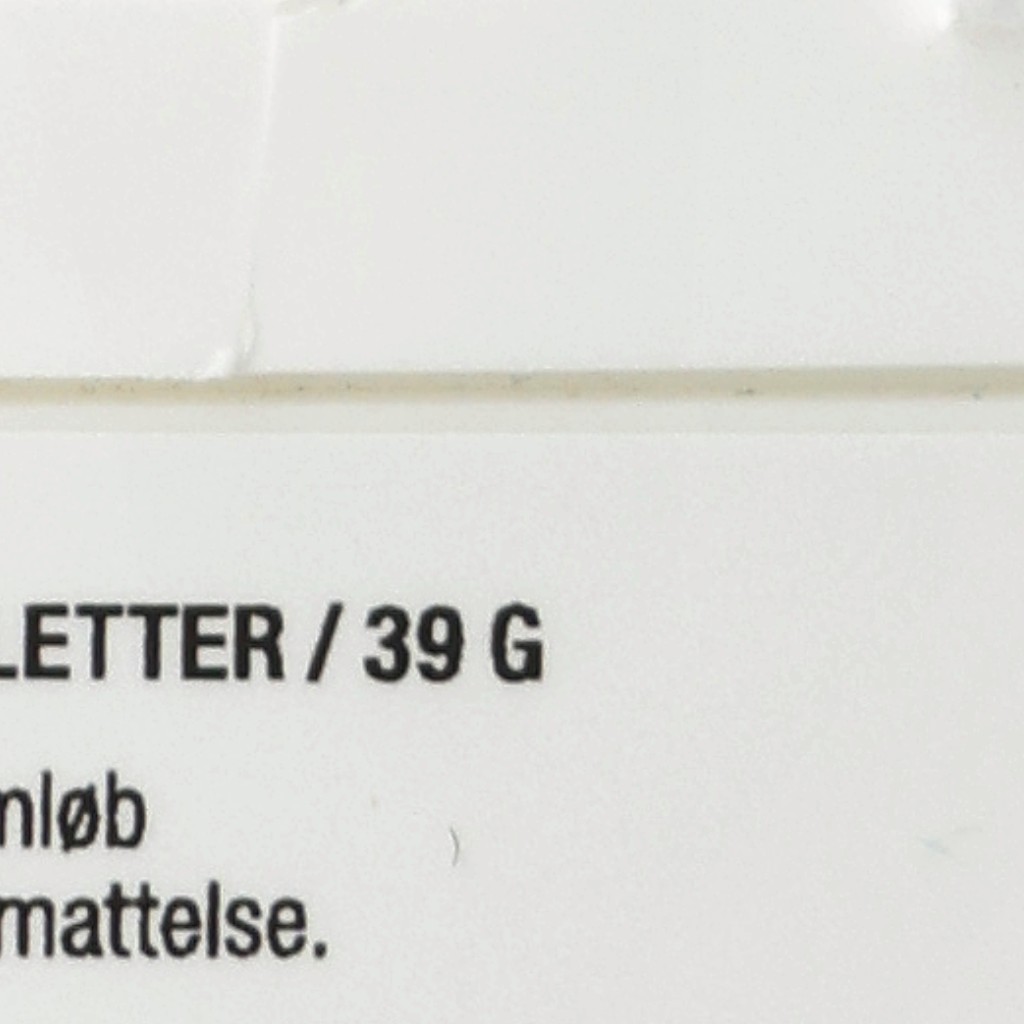 LETTER / 39 G
nløb
mattelse.